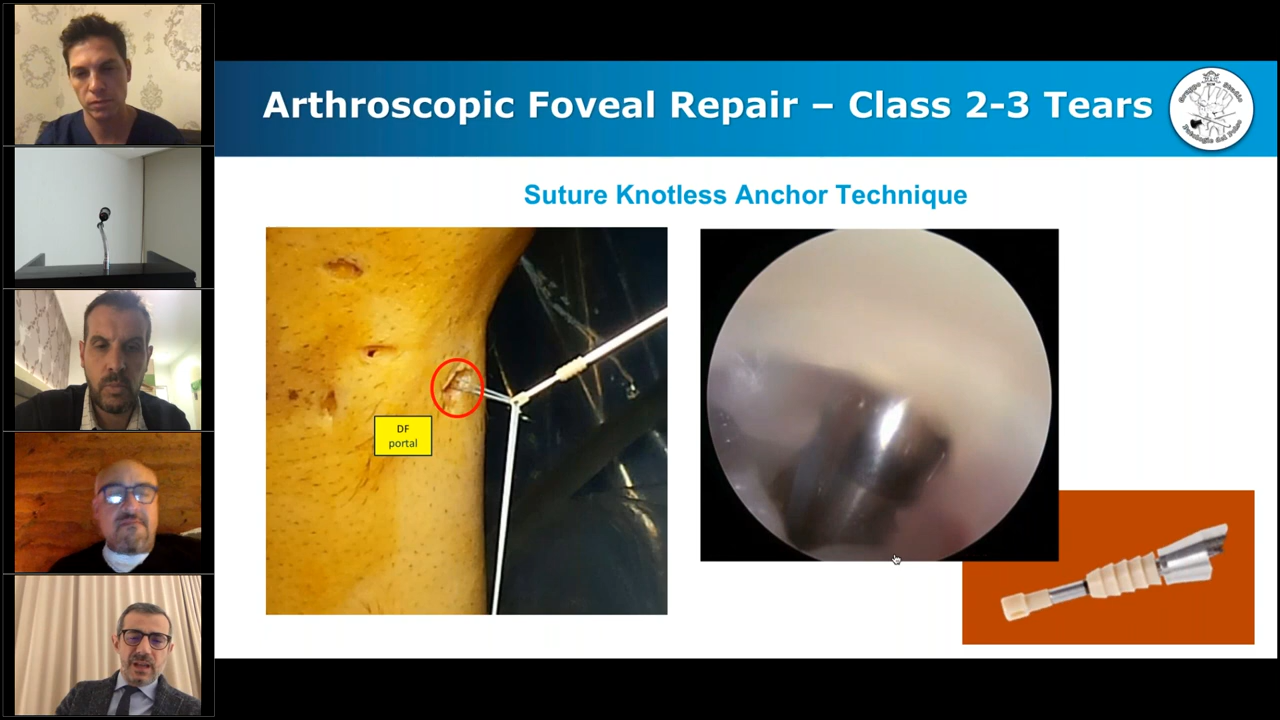 Arthroscopic Foveal Repair – Class 2-3 Tears
Suture Knotless Anchor Technique
DF
portal